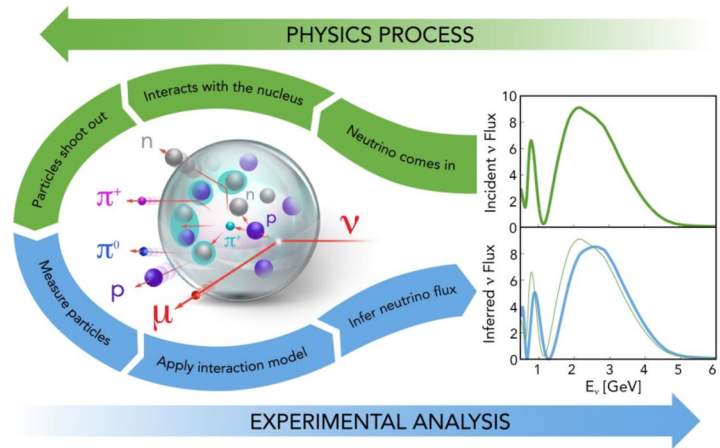 PHYSICS PROCESS
Neutrino comes in
Interacts with the nucleus
Particles shoot out
Measure particles
Apply interaction model
Infer neutrino flux
n
π⁺
π⁰
p
μ
ν
n
p
π⁺
10
8
6
4
2
0
Incident ν Flux
8
6
4
2
0
Inferred ν Flux
1 2 3 4 5 6
Eᵥ [GeV]
EXPERIMENTAL ANALYSIS